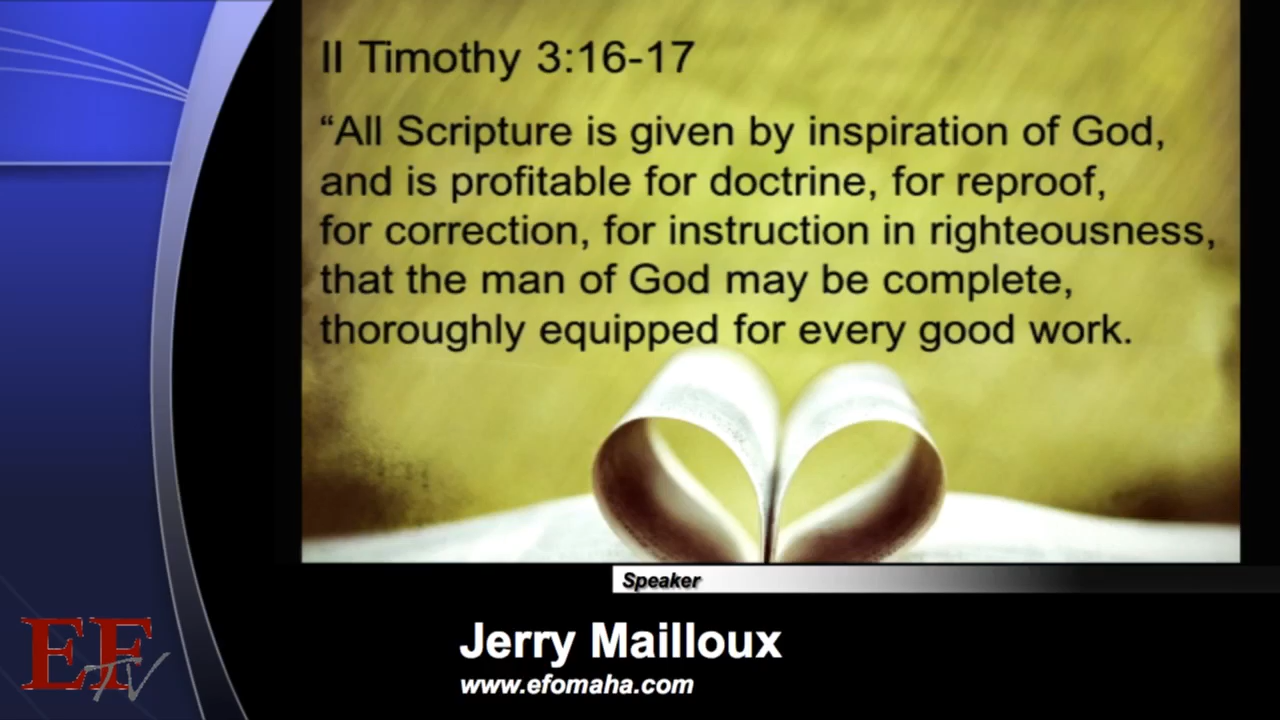 II Timothy 3:16-17
“All Scripture is given by inspiration of God,
and is profitable for doctrine, for reproof,
for correction, for instruction in righteousness,
that the man of God may be complete,
thoroughly equipped for every good work.
Speaker
Jerry Mailloux
www.efomaha.com
EF
TV